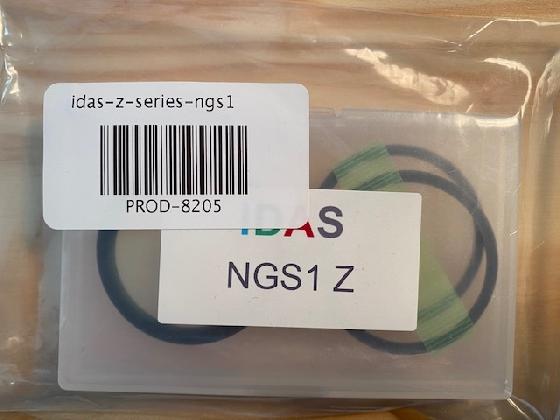 idas-z-series-ngs1
PROD-8205
IDAS
NGS1 Z